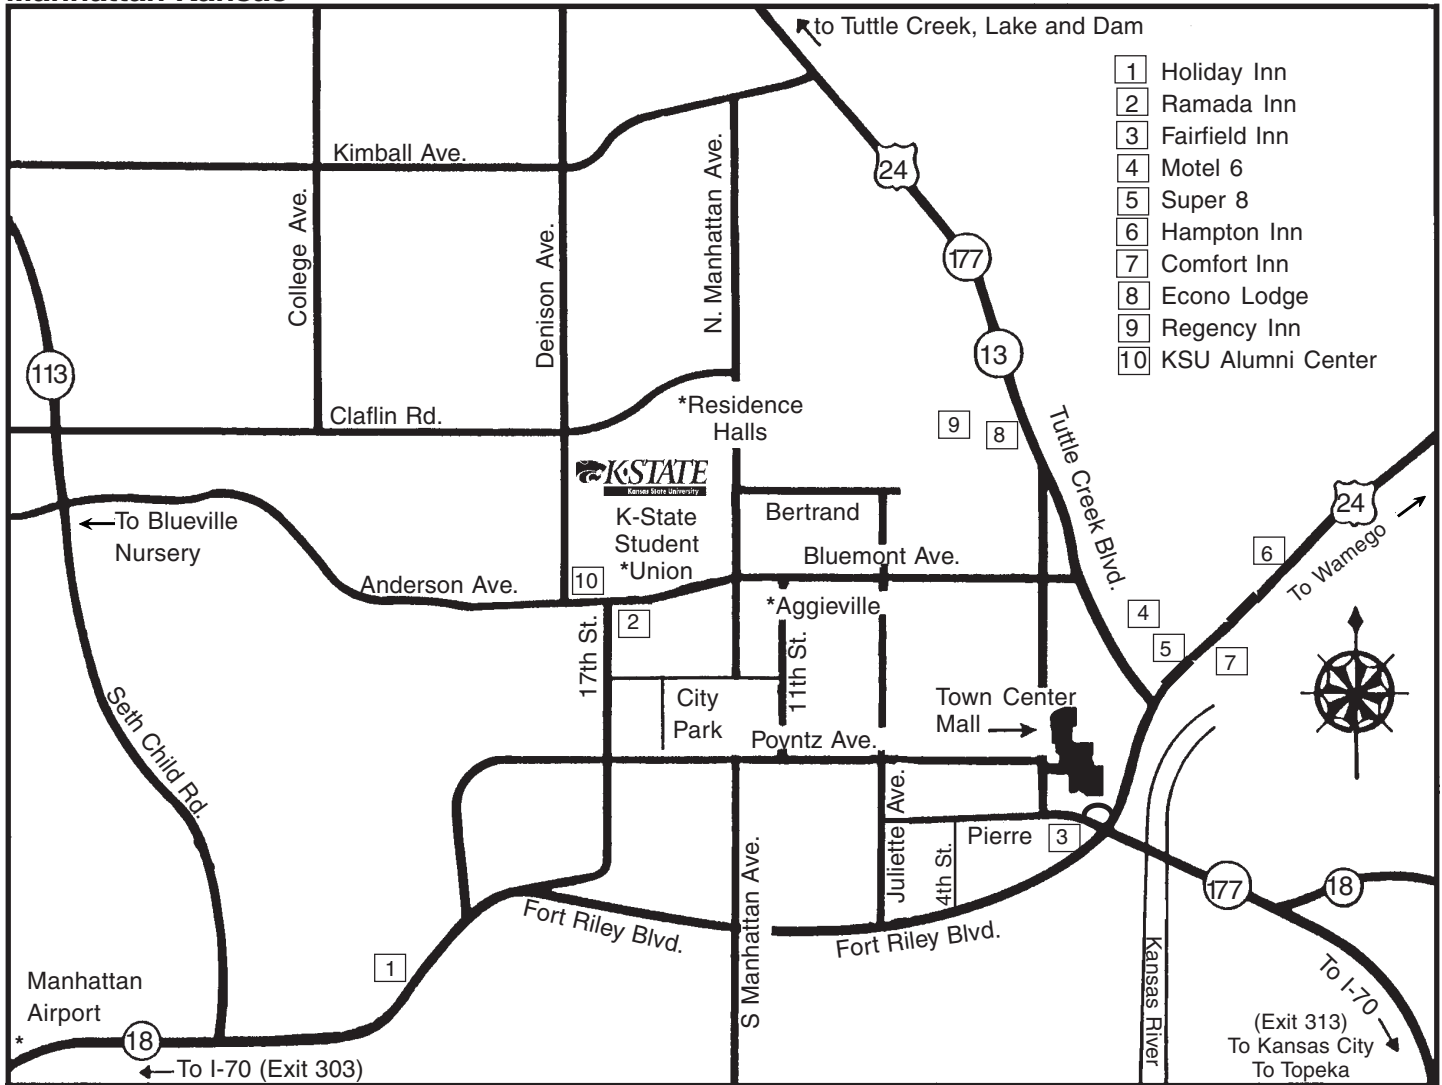 Manhattan Kansas
to Tuttle Creek, Lake and Dam
1 Holiday Inn
2 Ramada Inn
3 Fairfield Inn
4 Motel 6
5 Super 8
6 Hampton Inn
7 Comfort Inn
8 Econo Lodge
9 Regency Inn
10 KSU Alumni Center
Kimball Ave.
College Ave.
Denison Ave.
N. Manhattan Ave.
24
177
13
113
Claflin Rd.
*Residence
Halls
9
8
Tuttle Creek Blvd.
K-STATE
Kansas State University
K-State
Student
*Union
Bertrand
Bluemont Ave.
24
To Wamego
6
To Blueville
Nursery
Anderson Ave.
10
2
*Aggieville
4
5
7
17th St.
11th St.
City
Park
Town Center
Mall
Poyntz Ave.
Seth Child Rd.
Juliette Ave.
4th St.
Pierre
3
S Manhattan Ave.
Fort Riley Blvd.
Fort Riley Blvd.
177
18
1
Kansas River
To I-70
(Exit 313)
To Kansas City
To Topeka
Manhattan
Airport
*
18
To I-70 (Exit 303)